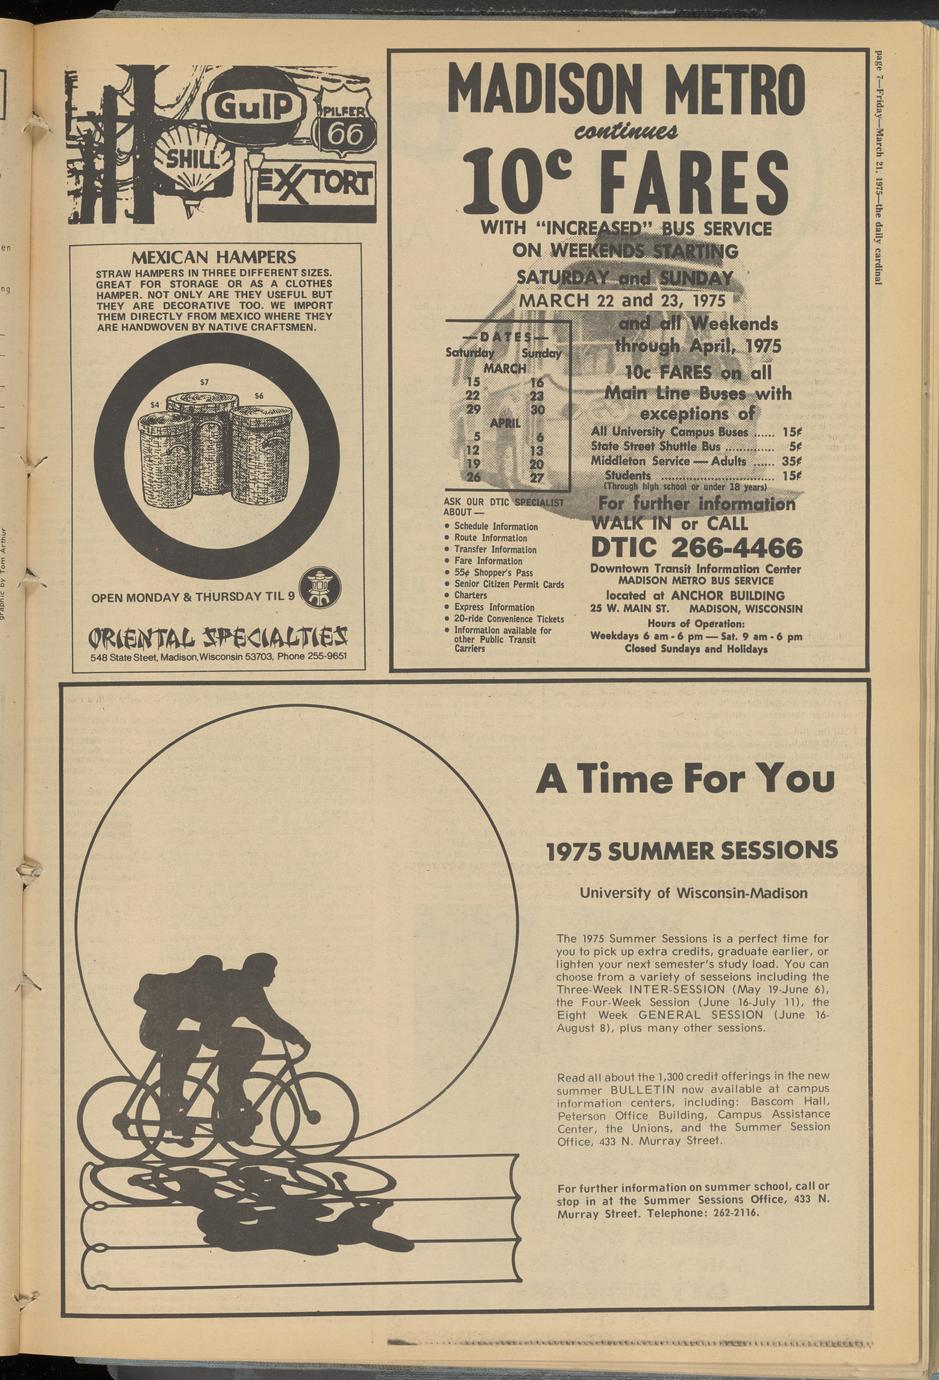 page 7—Friday—March 21, 1975—the daily cardinal
Gulp
PILFER
66
SHILL
EXXTORT
MEXICAN HAMPERS
STRAW HAMPERS IN THREE DIFFERENT SIZES.
GREAT FOR STORAGE OR AS A CLOTHES
HAMPER. NOT ONLY ARE THEY USEFUL BUT
THEY ARE DECORATIVE TOO. WE IMPORT
THEM DIRECTLY FROM MEXICO WHERE THEY
ARE HANDWOVEN BY NATIVE CRAFTSMEN.
$4
$7
$6
OPEN MONDAY & THURSDAY TIL 9
ORIENTAL SPECIALTIES
548 State Steet, Madison, Wisconsin 53703, Phone 255-9651
MADISON METRO
continues
10c FARES
WITH "INCREASED" BUS SERVICE
ON WEEKENDS STARTING
SATURDAY and SUNDAY
MARCH 22 and 23, 1975
and all Weekends
through April, 1975
—DATES—
Saturday Sunday
MARCH
15 16
22 23
29 30
APRIL
5 6
12 13
19 20
26 27
10c FARES on all
Main Line Buses with
exceptions of
All University Campus Buses ...... 15¢
State Street Shuttle Bus ............. 5¢
Middleton Service — Adults ...... 35¢
Students ............................. 15¢
(Through high school or under 18 years)
ASK OUR DTIC SPECIALIST
ABOUT —
• Schedule Information
• Route Information
• Transfer Information
• Fare Information
• 55¢ Shopper's Pass
• Senior Citizen Permit Cards
• Charters
• Express Information
• 20-ride Convenience Tickets
• Information available for
other Public Transit
Carriers
For further information
WALK IN or CALL
DTIC 266-4466
Downtown Transit Information Center
MADISON METRO BUS SERVICE
located at ANCHOR BUILDING
25 W. MAIN ST. MADISON, WISCONSIN
Hours of Operation:
Weekdays 6 am - 6 pm — Sat. 9 am - 6 pm
Closed Sundays and Holidays
A Time For You
1975 SUMMER SESSIONS
University of Wisconsin-Madison
The 1975 Summer Sessions is a perfect time for
you to pick up extra credits, graduate earlier, or
lighten your next semester's study load. You can
choose from a variety of sesseions including the
Three-Week INTER-SESSION (May 19-June 6),
the Four-Week Session (June 16-July 11), the
Eight Week GENERAL SESSION (June 16-
August 8), plus many other sessions.
Read all about the 1,300 credit offerings in the new
summer BULLETIN now available at campus
information centers, including: Bascom Hall,
Peterson Office Building, Campus Assistance
Center, the Unions, and the Summer Session
Office, 433 N. Murray Street.
For further information on summer school, call or
stop in at the Summer Sessions Office, 433 N.
Murray Street. Telephone: 262-2116.
en
ng
graphic by Tom Arthur